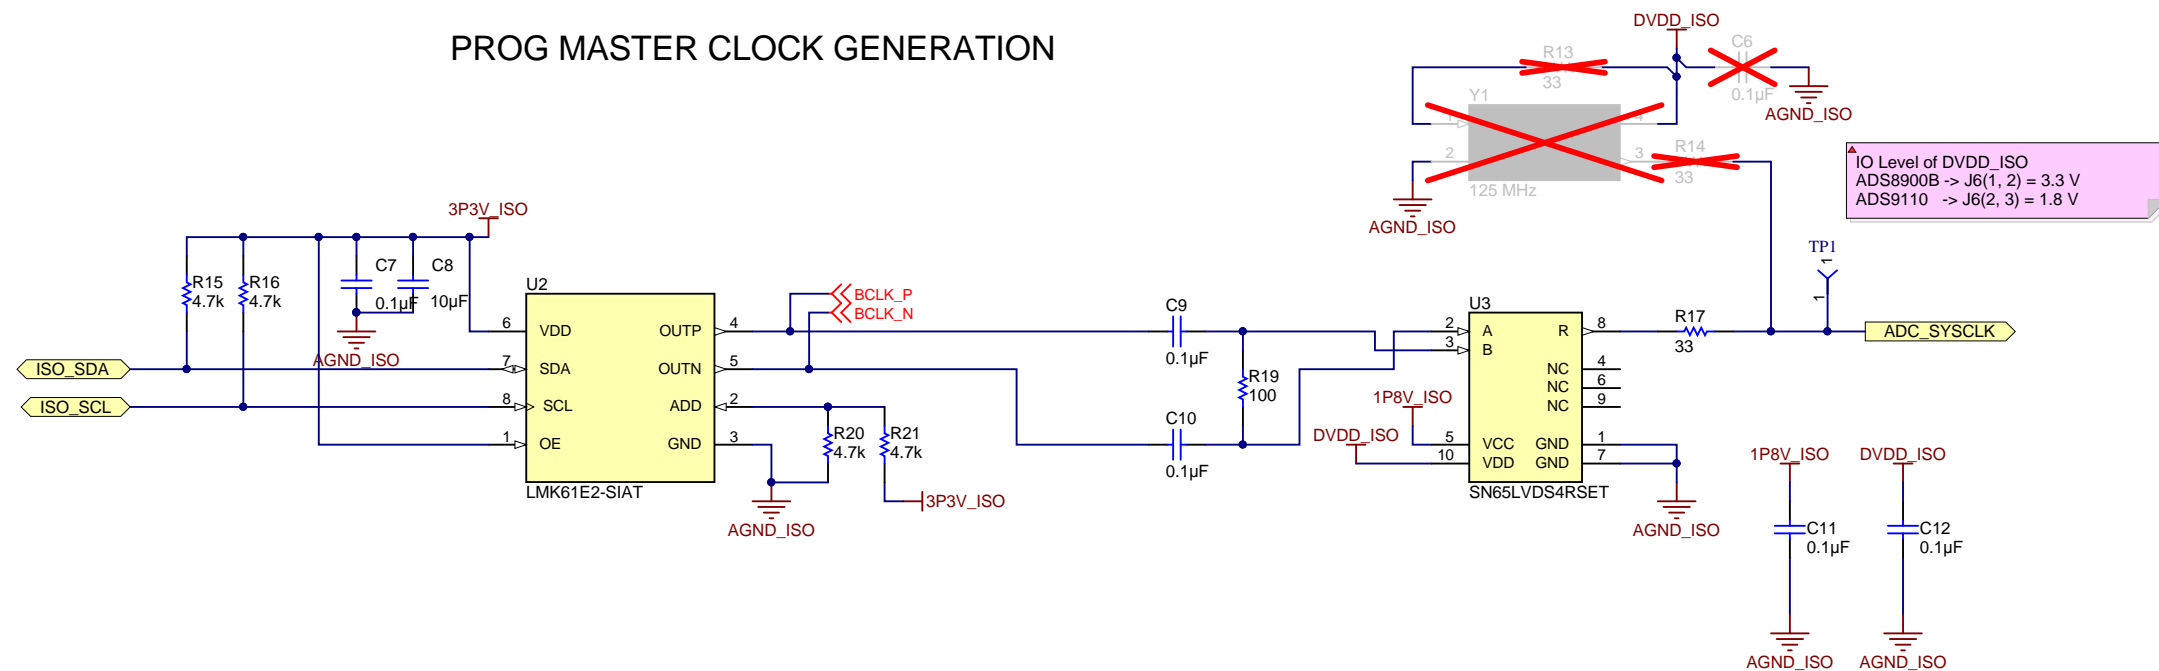 PROG MASTER CLOCK GENERATION
DVDD_ISO
R13
33
C6
0.1µF
AGND_ISO
Y1
1
4
2
3
125 MHz
R14
33
AGND_ISO
IO Level of DVDD_ISO
ADS8900B -> J6(1, 2) = 3.3 V
ADS9110 -> J6(2, 3) = 1.8 V
3P3V_ISO
R15
4.7k
R16
4.7k
C7
0.1µF
C8
10µF
AGND_ISO
ISO_SDA
ISO_SCL
U2
6 VDD
7 SDA
8 SCL
1 OE
OUTP 4
OUTN 5
ADD 2
GND 3
LMK61E2-SIAT
BCLK_P
BCLK_N
R20
4.7k
R21
4.7k
3P3V_ISO
AGND_ISO
C9
0.1µF
R19
100
C10
0.1µF
1P8V_ISO
DVDD_ISO
U3
2 A
3 B
5 VCC
10 VDD
R 8
NC 4
NC 6
NC 9
GND 1
GND 7
SN65LVDS4RSET
R17
33
TP1
1
1
ADC_SYSCLK
AGND_ISO
1P8V_ISO
C11
0.1µF
AGND_ISO
DVDD_ISO
C12
0.1µF
AGND_ISO